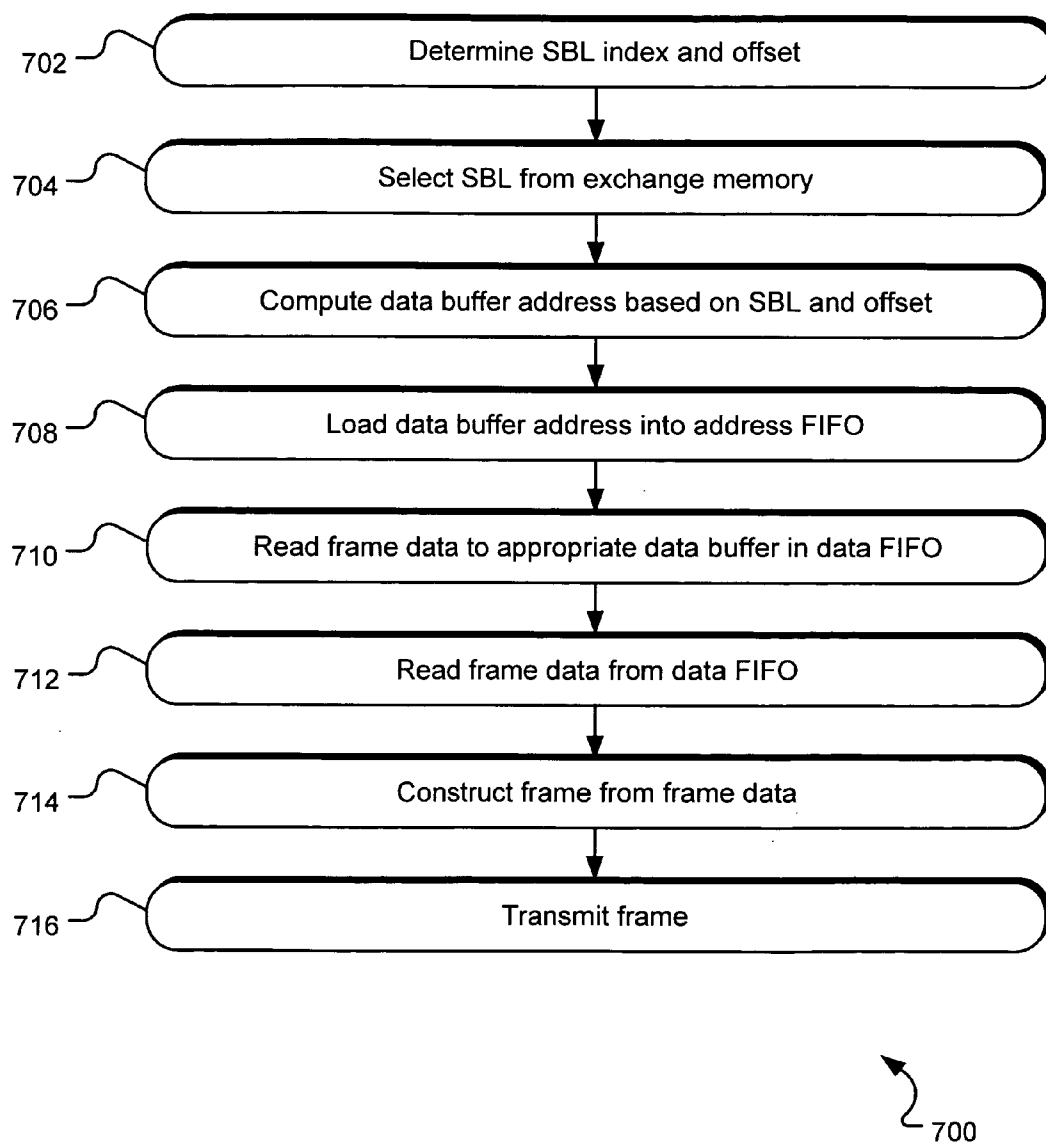 702 Determine SBL index and offset
704 Select SBL from exchange memory
706 Compute data buffer address based on SBL and offset
708 Load data buffer address into address FIFO
710 Read frame data to appropriate data buffer in data FIFO
712 Read frame data from data FIFO
714 Construct frame from frame data
716 Transmit frame
700